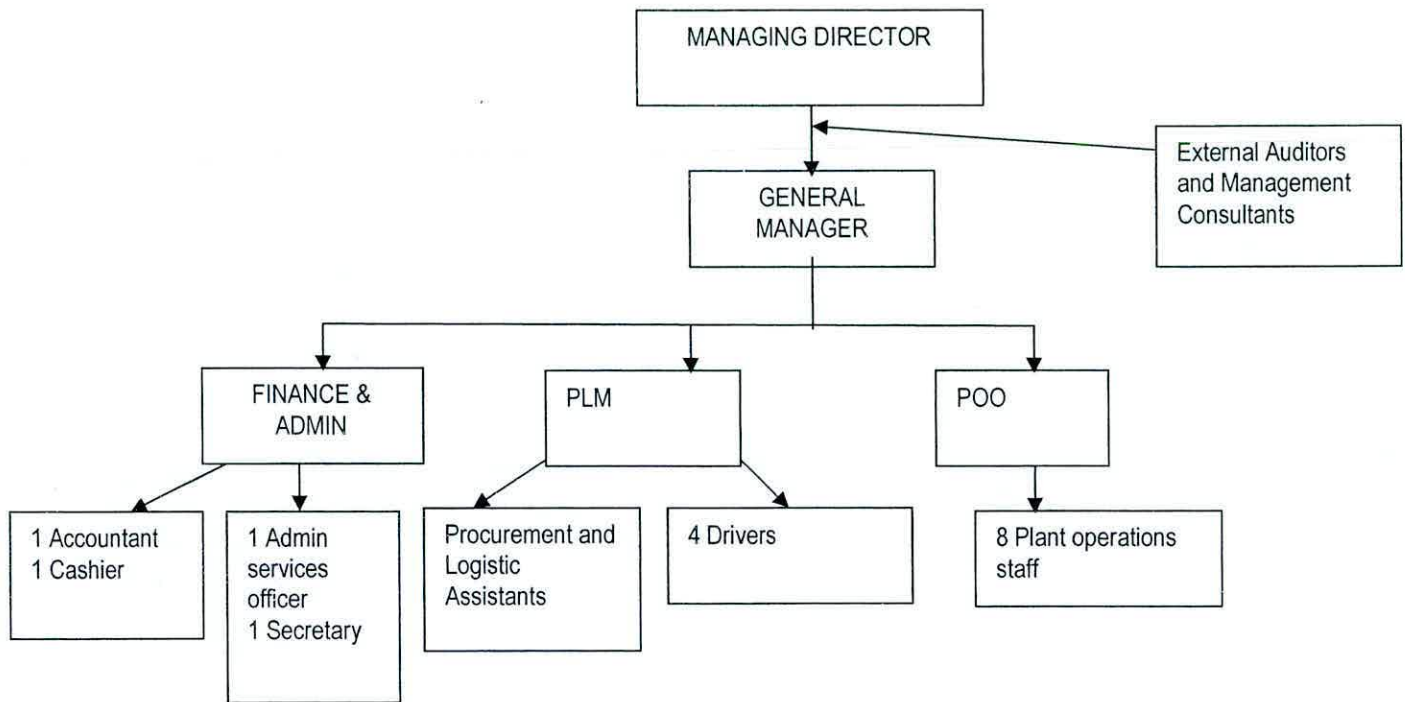 MANAGING DIRECTOR
External Auditors
and Management
Consultants
GENERAL
MANAGER
FINANCE &
ADMIN
PLM
POO
1 Accountant
1 Cashier
1 Admin
services
officer
1 Secretary
Procurement and
Logistic
Assistants
4 Drivers
8 Plant operations
staff